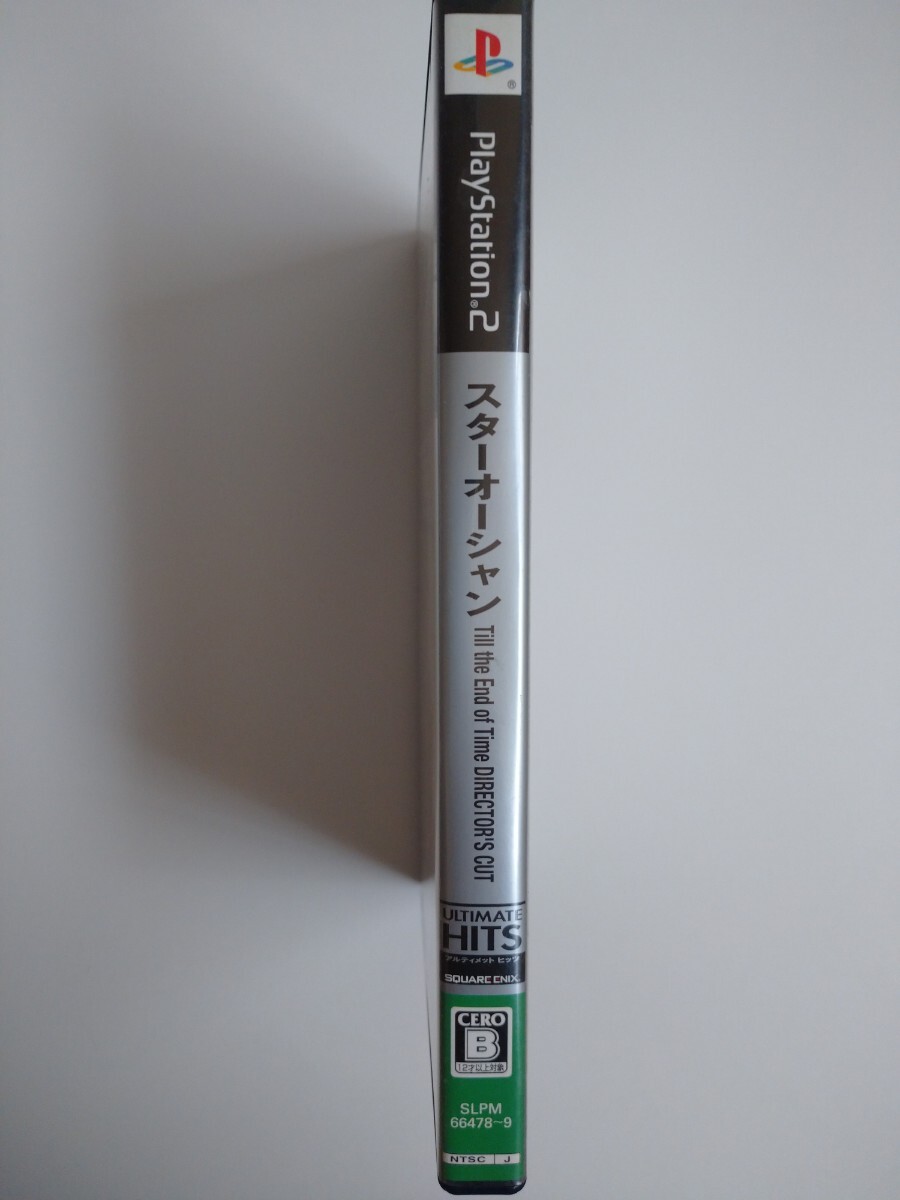 ®
PlayStation®2
スターオーシャン Till the End of Time DIRECTOR'S CUT
ULTIMATE
HITS
アルティメット ヒッツ
SQUARE ENIX.
CERO
B
12才以上対象
SLPM
66478~9
NTSC J